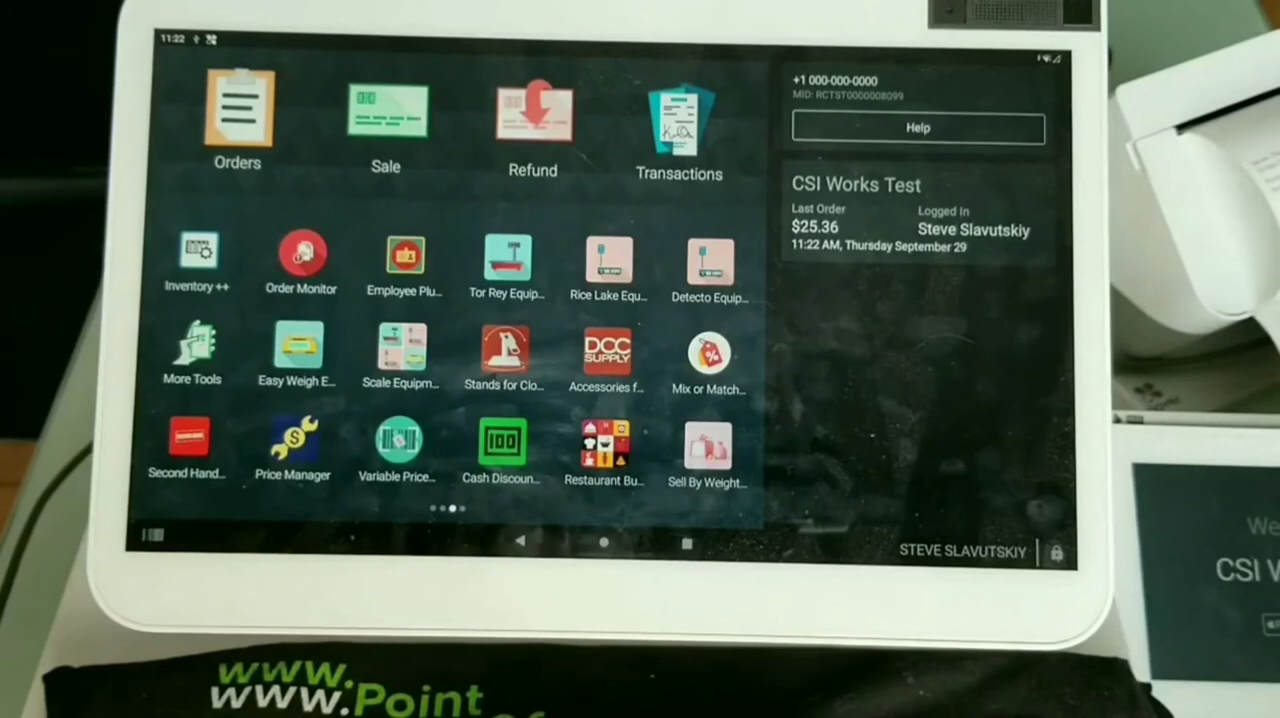 11:22
+1 000-000-0000
MID: RCTST0000008099
Help
Orders
Sale
Refund
Transactions
CSI Works Test
Last Order
Logged In
$25.36
Steve Slavutskiy
11:22 AM, Thursday September 29
Inventory ++
Order Monitor
Employee Plu...
Tor Rey Equip...
Rice Lake Equ...
Detecto Equip...
DCC
SUPPLY
More Tools
Easy Weigh E...
Scale Equipm...
Stands for Clo...
Accessories f...
Mix or Match...
100
Second Hand...
Price Manager
Variable Price...
Cash Discoun...
Restaurant Bu...
Sell By Weight...
STEVE SLAVUTSKIY
We
CSI W
www.
www.Point